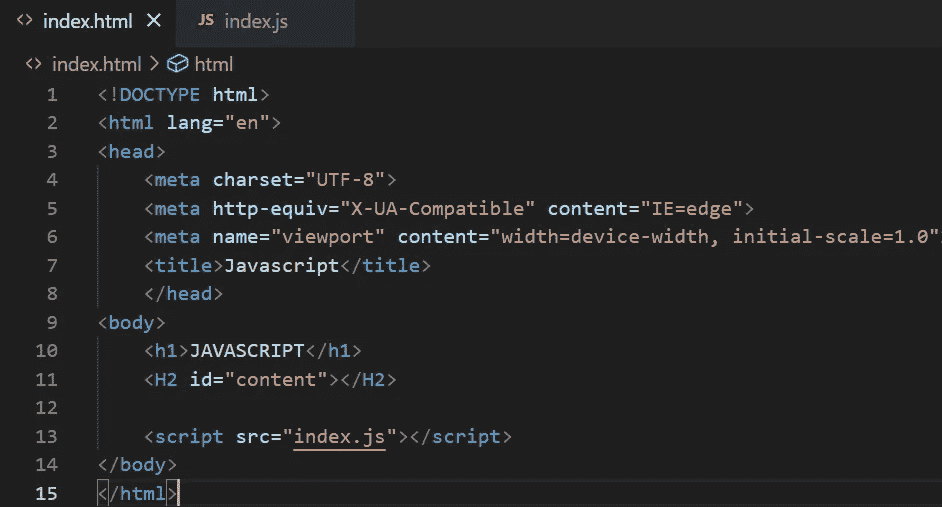 index.html
JS index.js
index.html > html
1 <!DOCTYPE html>
2 <html lang="en">
3 <head>
4 <meta charset="UTF-8">
5 <meta http-equiv="X-UA-Compatible" content="IE=edge">
6 <meta name="viewport" content="width=device-width, initial-scale=1.0"
7 <title>Javascript</title>
8 </head>
9 <body>
10 <h1>JAVASCRIPT</h1>
11 <H2 id="content"></H2>
12
13 <script src="index.js"></script>
14 </body>
15 </html>